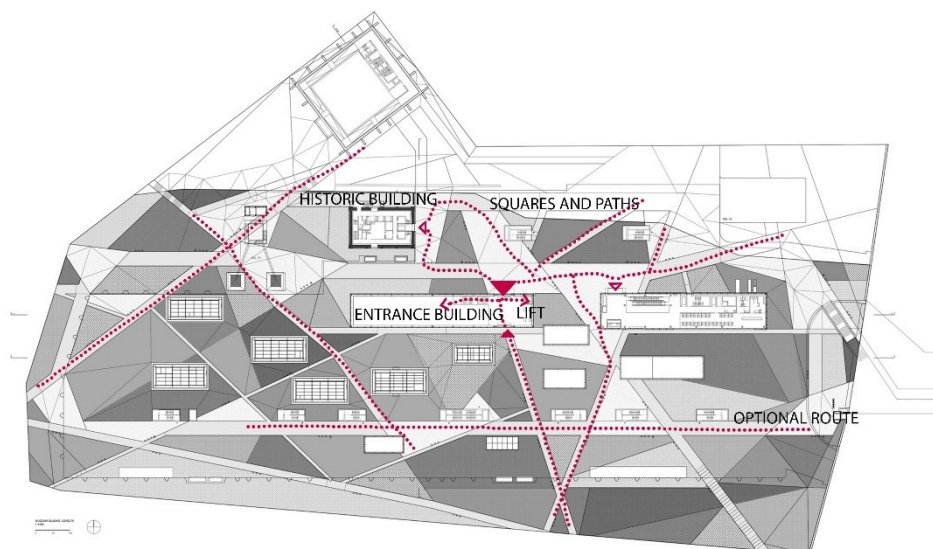 HISTORIC BUILDING
SQUARES AND PATHS
ENTRANCE BUILDING
LIFT
OPTIONAL ROUTE